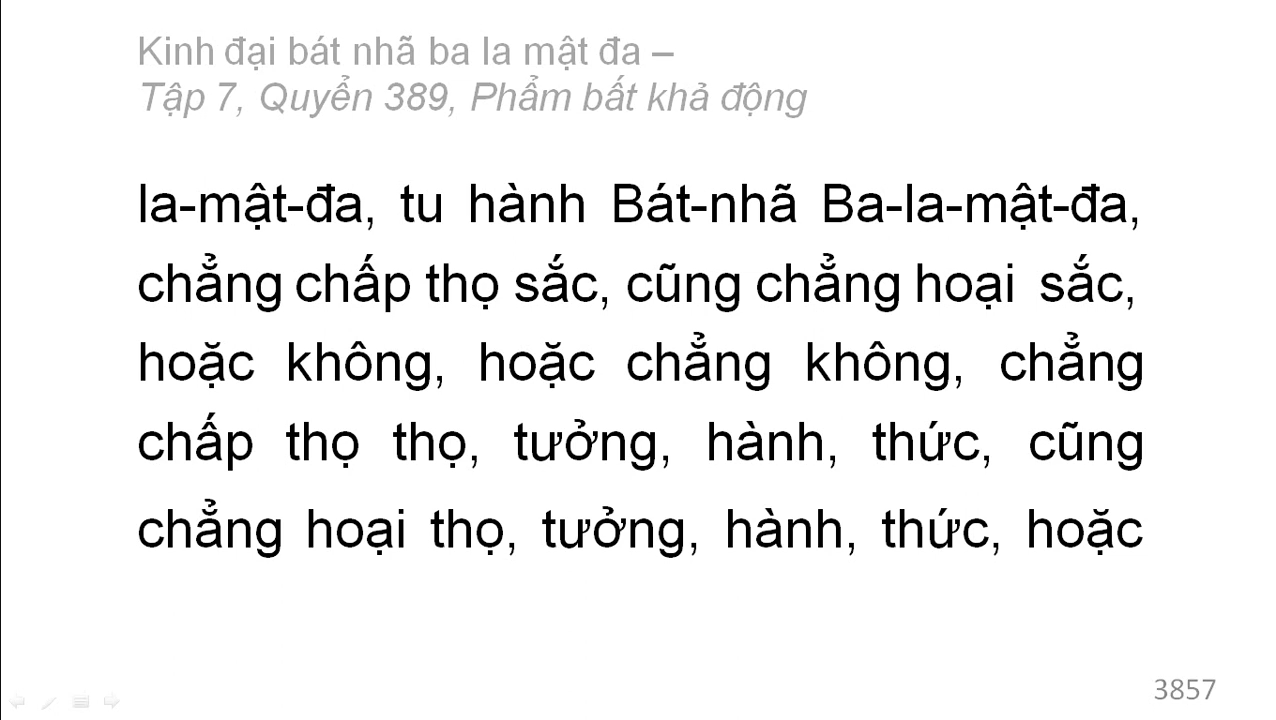 Kinh đại bát nhã ba la mật đa –
Tập 7, Quyển 389, Phẩm bất khả động
la-mật-đa, tu hành Bát-nhã Ba-la-mật-đa,
chẳng chấp thọ sắc, cũng chẳng hoại sắc,
hoặc không, hoặc chẳng không, chẳng
chấp thọ thọ, tưởng, hành, thức, cũng
chẳng hoại thọ, tưởng, hành, thức, hoặc
3857